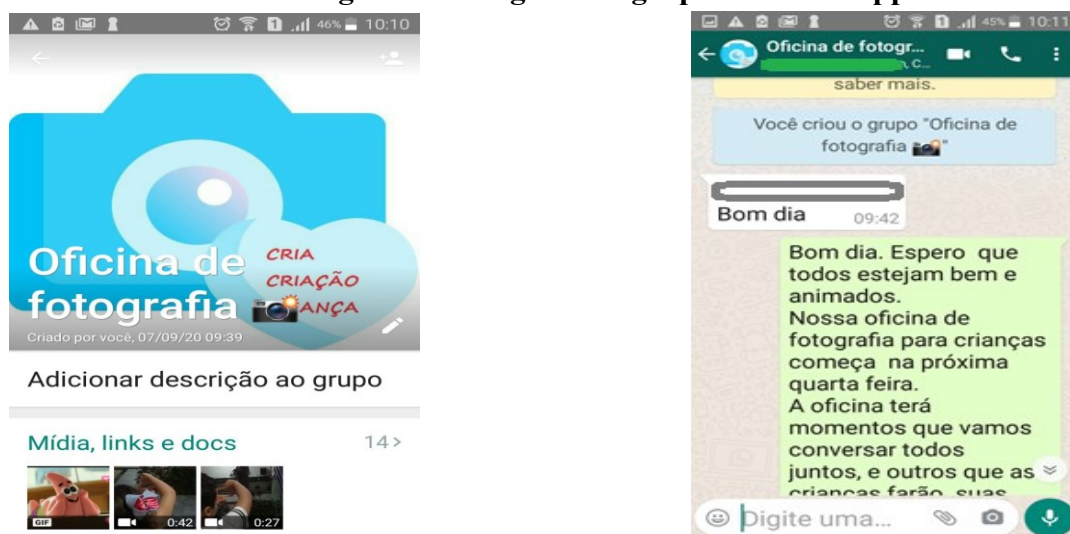 46% 10:10
Oficina de
fotografia
CRIA
CRIAÇÃO
ANÇA
Criado por você, 07/09/20 09:39
Adicionar descrição ao grupo
Mídia, links e docs 14 >
GIF 0:42 0:27
45% 10:11
Oficina de fotogr...
, C...
saber mais.
Você criou o grupo "Oficina de
fotografia 📸"
Bom dia 09:42
Bom dia. Espero que
todos estejam bem e
animados.
Nossa oficina de
fotografia para crianças
começa na próxima
quarta feira.
A oficina terá
momentos que vamos
conversar todos
juntos, e outros que as
crianças farão suas
Digite uma...